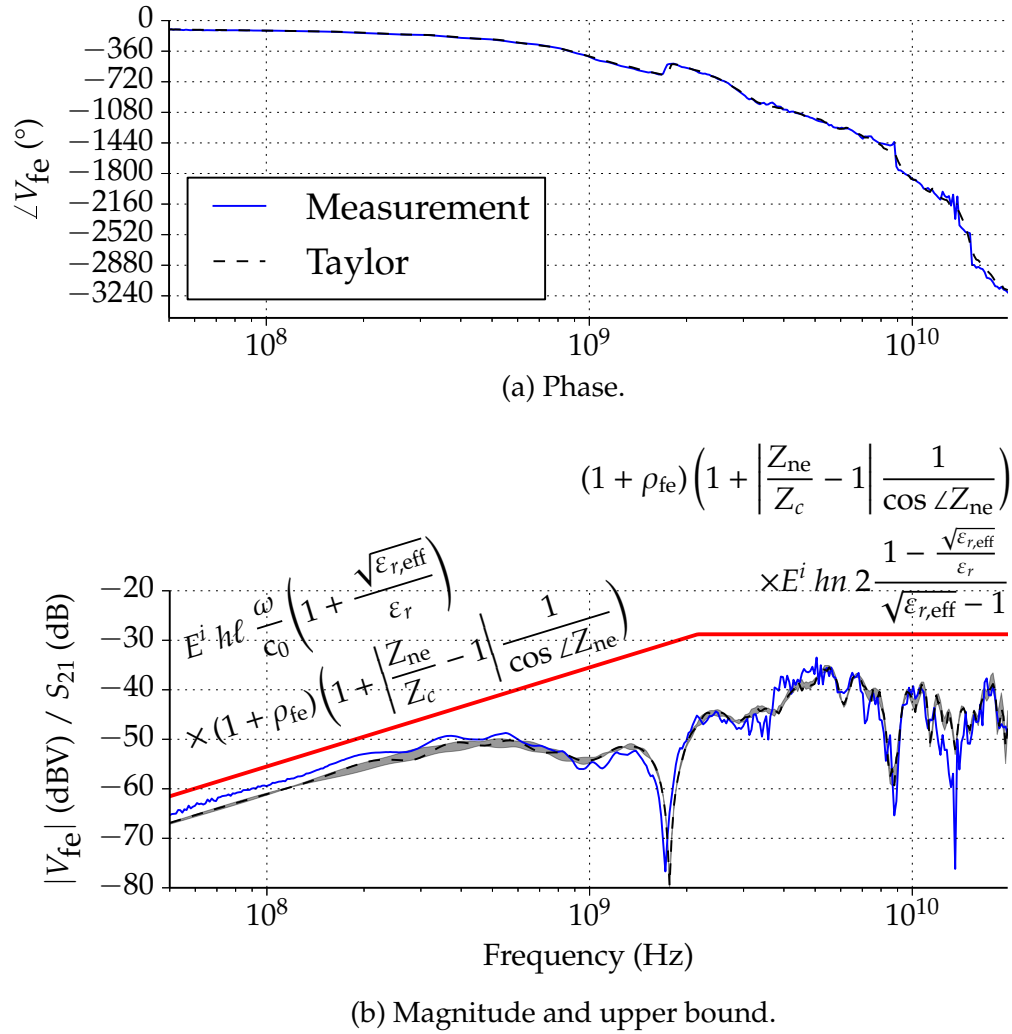 0
−360
−720
−1080
−1440
−1800
−2160
−2520
−2880
−3240
∠V_fe (°)
Measurement
Taylor
10^8 10^9 10^10
(a) Phase.
(1 + ρ_fe) (1 + |Z_ne/Z_c − 1| 1/cos ∠Z_ne)
×E^i hn 2 (1 − √ε_r,eff/ε_r)/(√ε_r,eff − 1)
E^i hℓ ω/c_0 (1 + √ε_r,eff/ε_r)
× (1 + ρ_fe) (1 + |Z_ne/Z_c − 1| 1/cos ∠Z_ne)
−20
−30
−40
−50
−60
−70
−80
|V_fe| (dBV) / S_21 (dB)
10^8 10^9 10^10
Frequency (Hz)
(b) Magnitude and upper bound.